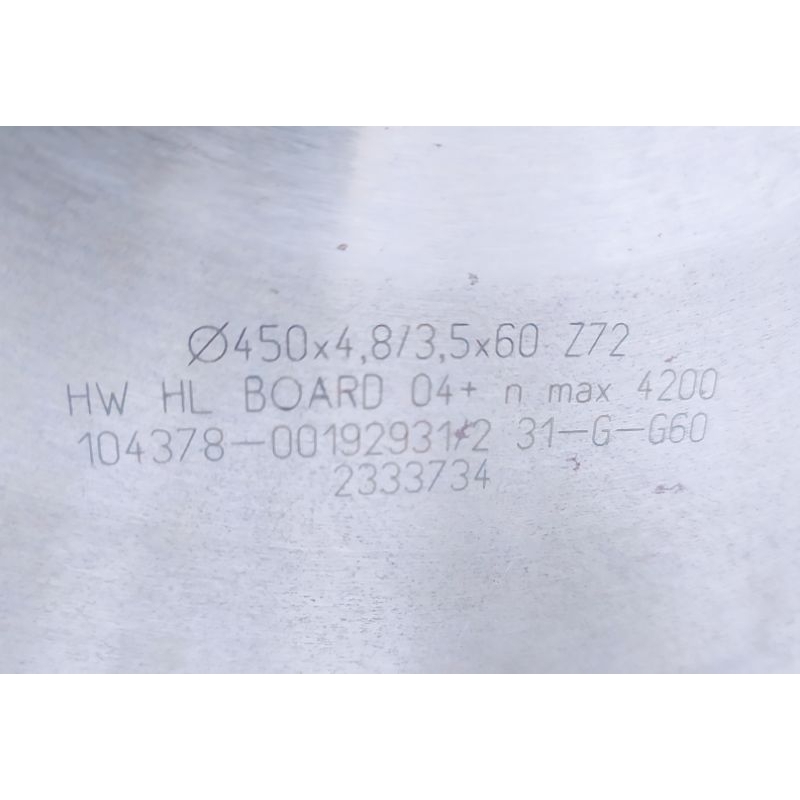 Ø450x4,8/3,5x60 Z72
HW HL BOARD 04+ n max 4200
104378-00192931/2 31-G-G60
2333734